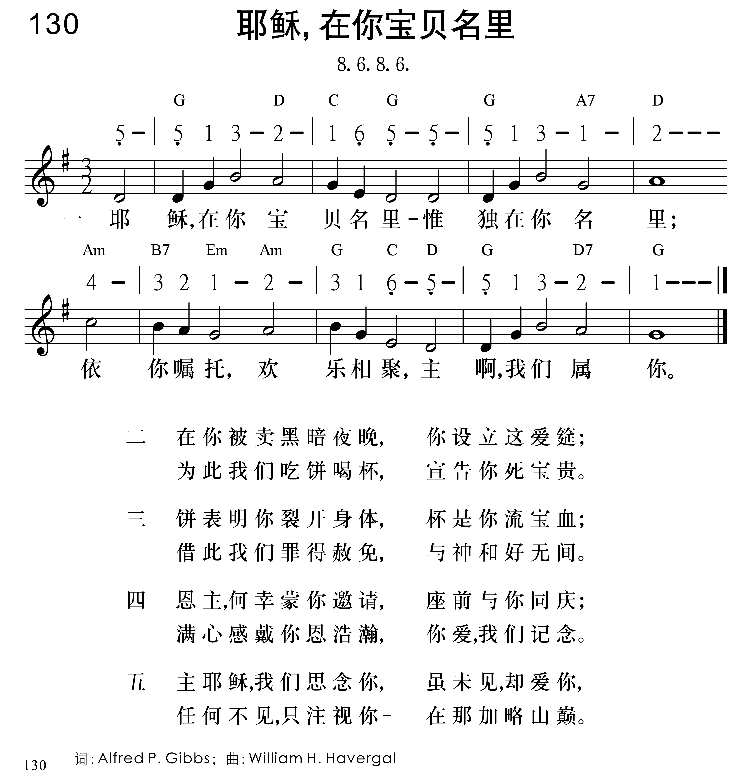 130 耶稣,在你宝贝名里
8. 6. 8. 6.
G D C G G A7 D
5 – 5 1 3 – 2 – 1 6 5 – 5 – 5 1 3 – 1 – 2 – – –
3
2
一 耶 稣,在你宝 贝名里–惟 独在你名 里;
Am B7 Em Am G C D G D7 G
4 – 3 2 1 – 2 – 3 1 6 – 5 – 5 1 3 – 2 – 1 – – –
依 你嘱托,欢 乐相聚,主 啊,我们属 你。
二 在你被卖黑暗夜晚, 你设立这爱筵;
为此我们吃饼喝杯, 宣告你死宝贵。
三 饼表明你裂开身体, 杯是你流宝血;
借此我们罪得赦免, 与神和好无间。
四 恩主,何幸蒙你邀请, 座前与你同庆;
满心感戴你恩浩瀚, 你爱,我们记念。
五 主耶稣,我们思念你, 虽未见,却爱你,
任何不见,只注视你– 在那加略山巅。
130 词:Alfred P. Gibbs; 曲:William H. Havergal